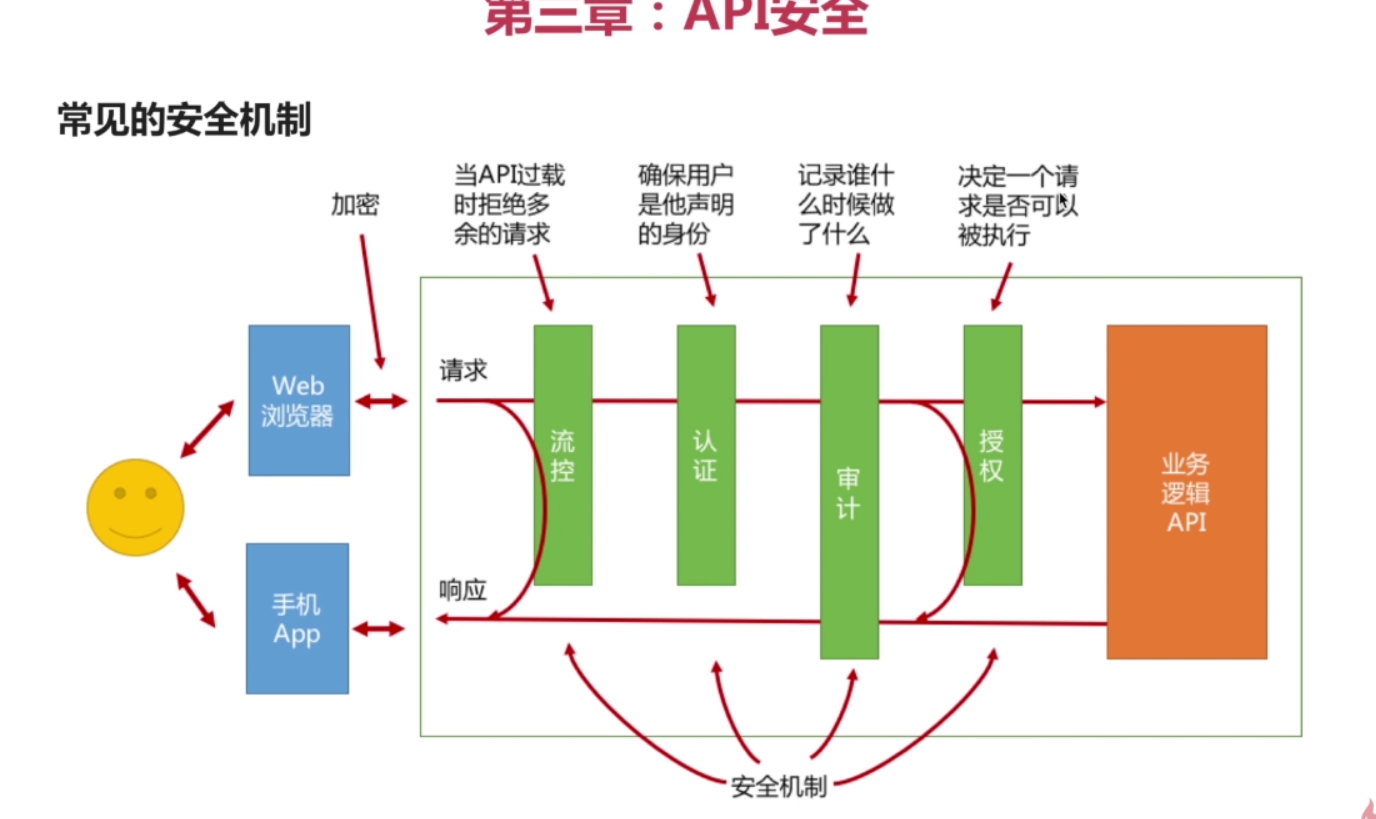 第三章：API安全
常见的安全机制
加密
当API过载
时拒绝多
余的请求
确保用户
是他声明
的身份
记录谁什
么时候做
了什么
决定一个请
求是否可以
被执行
Web
浏览器
手机
App
请求
响应
流
控
认
证
审
计
授
权
业务
逻辑
API
安全机制